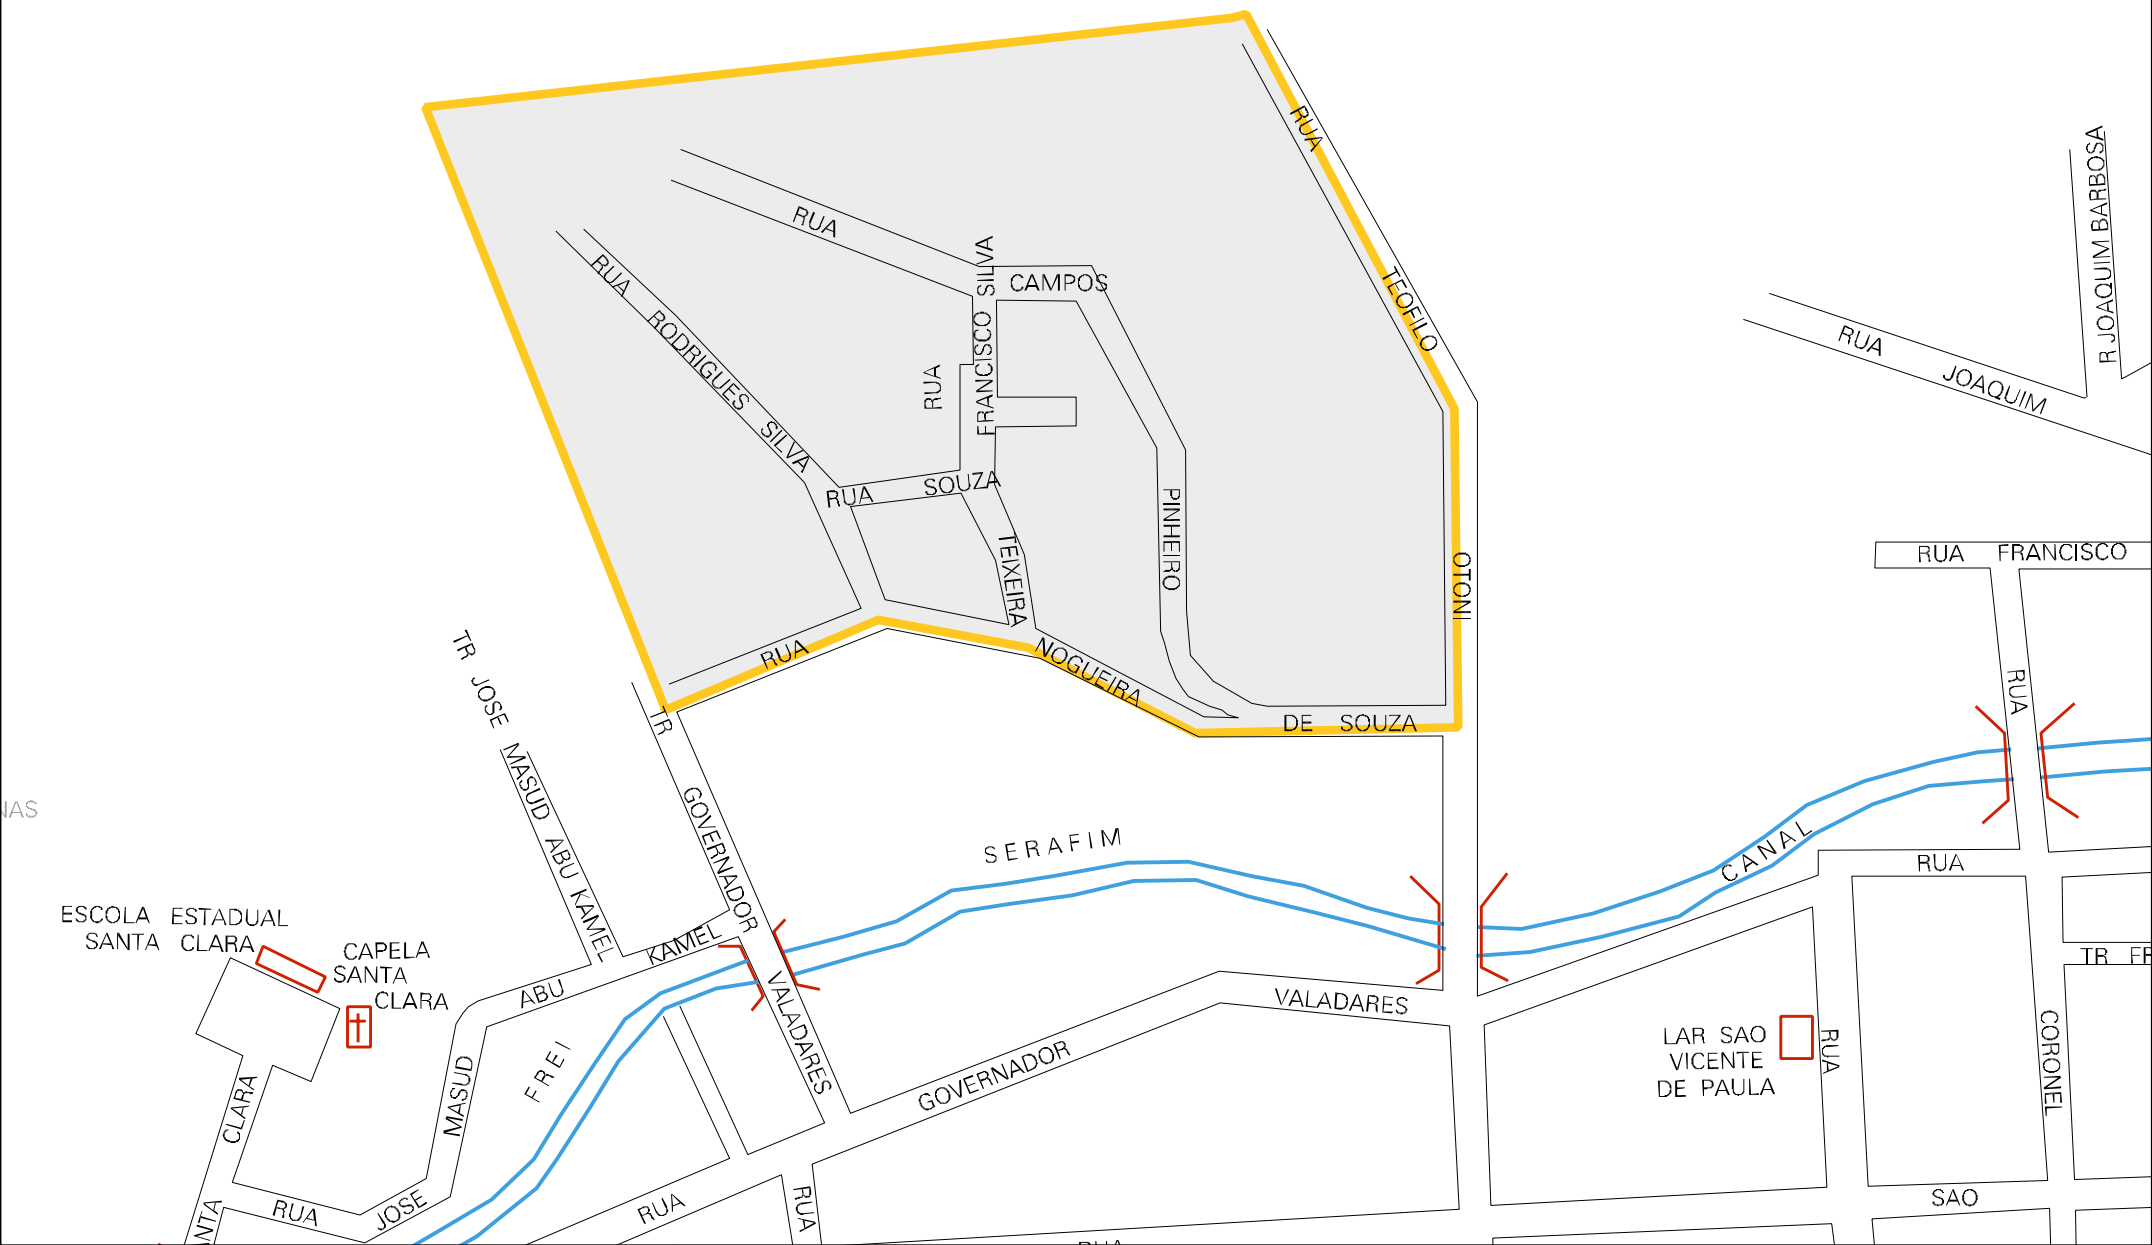 RUA
TEOFILO
OTONI
R JOAQUIM BARBOSA
RUA
CAMPOS
PINHEIRO
RUA
FRANCISCO SILVA
RUA RODRIGUES SILVA
RUA SOUZA
TEIXEIRA
RUA
JOAQUIM
RUA FRANCISCO
RUA
NOGUEIRA
DE SOUZA
RUA
TR JOSE MASUD ABU KAMEL
TR GOVERNADOR VALADARES
NAS
SERAFIM
CANAL
RUA
ESCOLA ESTADUAL
SANTA CLARA
CAPELA
SANTA
CLARA
KAMEL
ABU
MASUD
JOSE
RUA
FREI
CLARA
ANTA
VALADARES
GOVERNADOR
RUA
RUA
LAR SAO
VICENTE
DE PAULA
RUA
CORONEL
TR FR
SAO
RUA